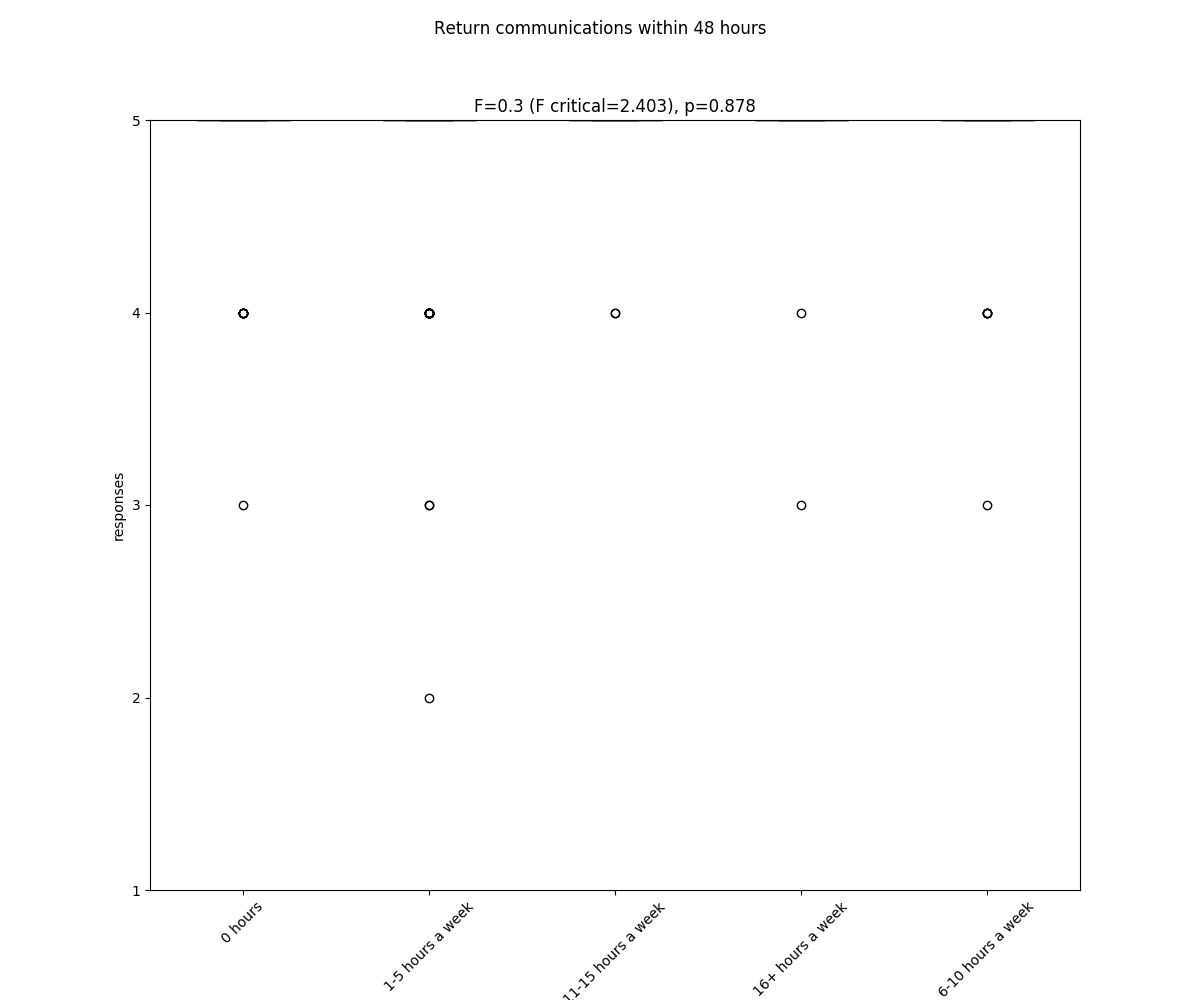 Return communications within 48 hours
F=0.3 (F critical=2.403), p=0.878
5
4
3
2
1
responses
0 hours
1-5 hours a week
11-15 hours a week
16+ hours a week
6-10 hours a week